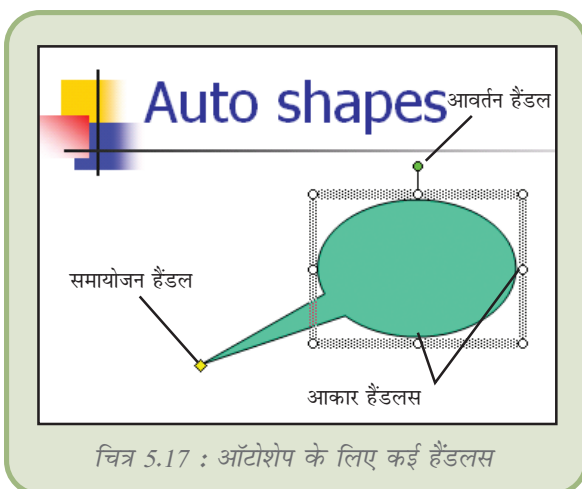 Auto shapes
आवर्तन हैंडल
समायोजन हैंडल
आकार हैंडलस
चित्र 5.17 : ऑटोशेप के लिए कई हैंडलस